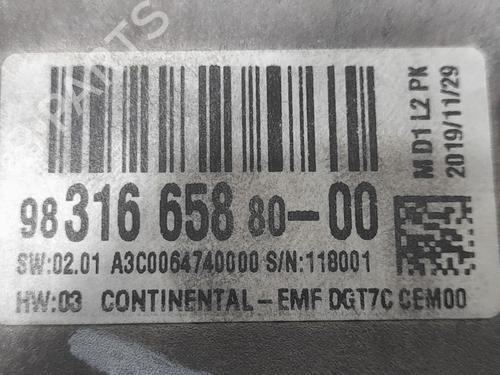 PARTS
98 316 658 80-00
SW:02.01 A3C0064740000 S/N:118001
HW:03 CONTINENTAL-EMF DGT7C CEM00
M D1 L2 PK
2019/11/29